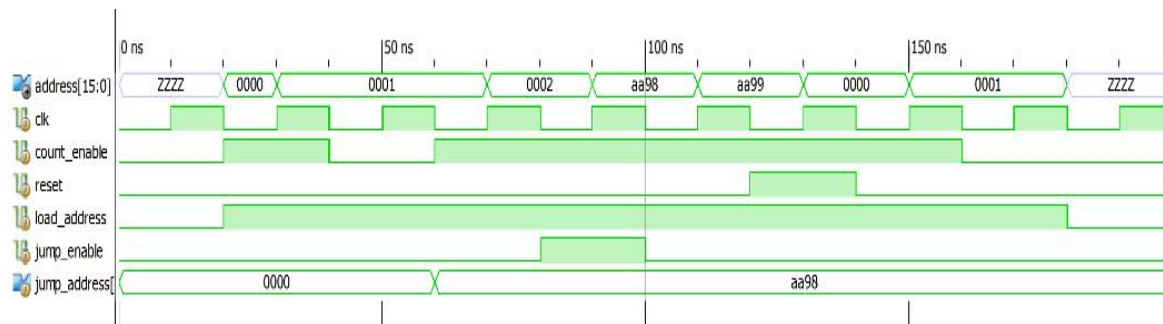 0 ns 50 ns 100 ns 150 ns
address[15:0] ZZZZ 0000 0001 0002 aa98 aa99 0000 0001 ZZZZ
clk
count_enable
reset
load_address
jump_enable
jump_address[ 0000 aa98